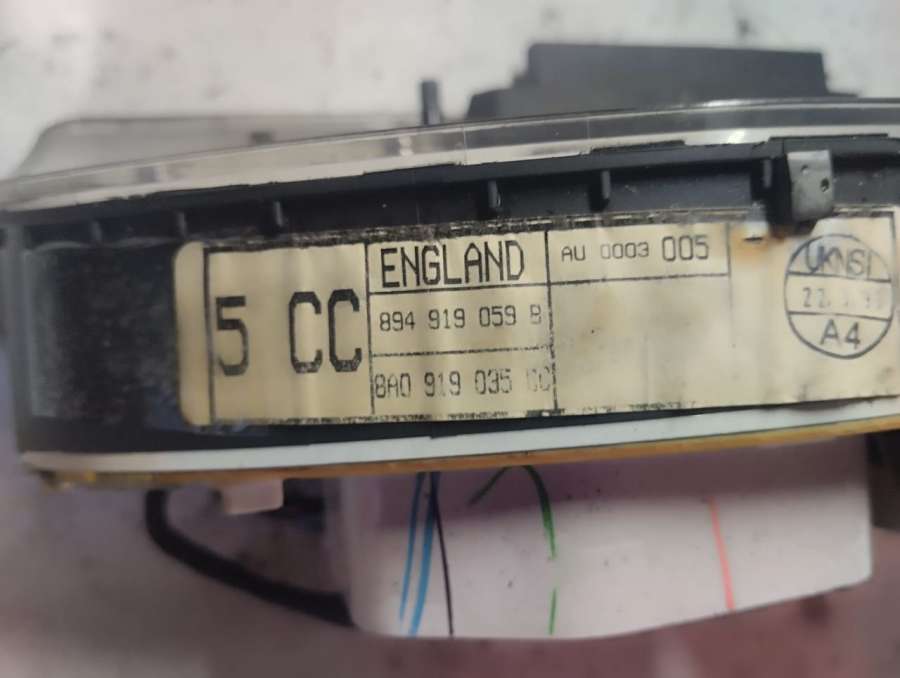 5 CC
ENGLAND
894 919 059 B
8A0 919 035 CC
AU 0003 005
UKNSI
A4